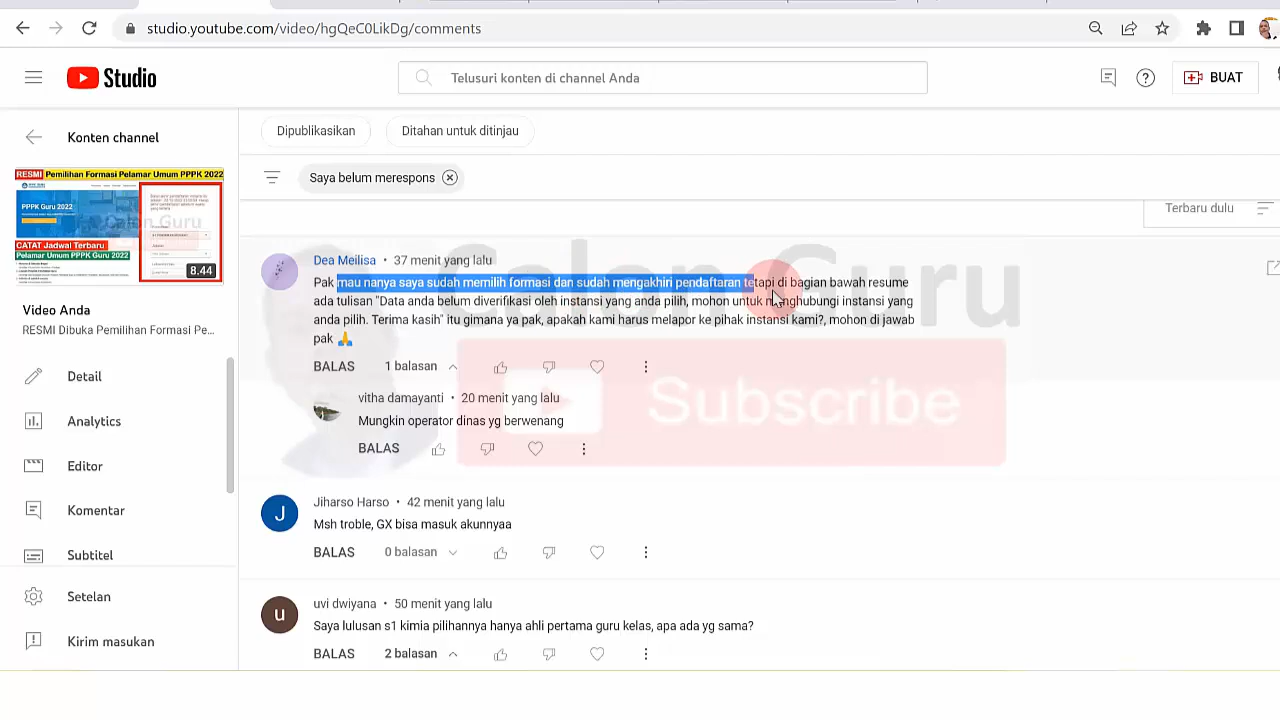 studio.youtube.com/video/hgQeC0LikDg/comments
Studio
Telusuri konten di channel Anda
BUAT
Konten channel
RESMI Pemilihan Formasi Pelamar Umum PPPK 2022
PPPK Guru 2022
Calon Guru
CATAT Jadwal Terbaru
Pelamar Umum PPPK Guru 2022
8.44
Video Anda
RESMI Dibuka Pemilihan Formasi Pe...
Detail
Analytics
Editor
Komentar
Subtitel
Setelan
Kirim masukan
Dipublikasikan
Ditahan untuk ditinjau
Saya belum merespons
Terbaru dulu
Calon Guru
Subscribe
Dea Meilisa • 37 menit yang lalu
Pak mau nanya saya sudah memilih formasi dan sudah mengakhiri pendaftaran tetapi di bagian bawah resume
ada tulisan "Data anda belum diverifikasi oleh instansi yang anda pilih, mohon untuk menghubungi instansi yang
anda pilih. Terima kasih" itu gimana ya pak, apakah kami harus melapor ke pihak instansi kami?, mohon di jawab
pak 🙏
BALAS 1 balasan
vitha damayanti • 20 menit yang lalu
Mungkin operator dinas yg berwenang
BALAS
J
Jiharso Harso • 42 menit yang lalu
Msh troble, GX bisa masuk akunnyaa
BALAS 0 balasan
u
uvi dwiyana • 50 menit yang lalu
Saya lulusan s1 kimia pilihannya hanya ahli pertama guru kelas, apa ada yg sama?
BALAS 2 balasan